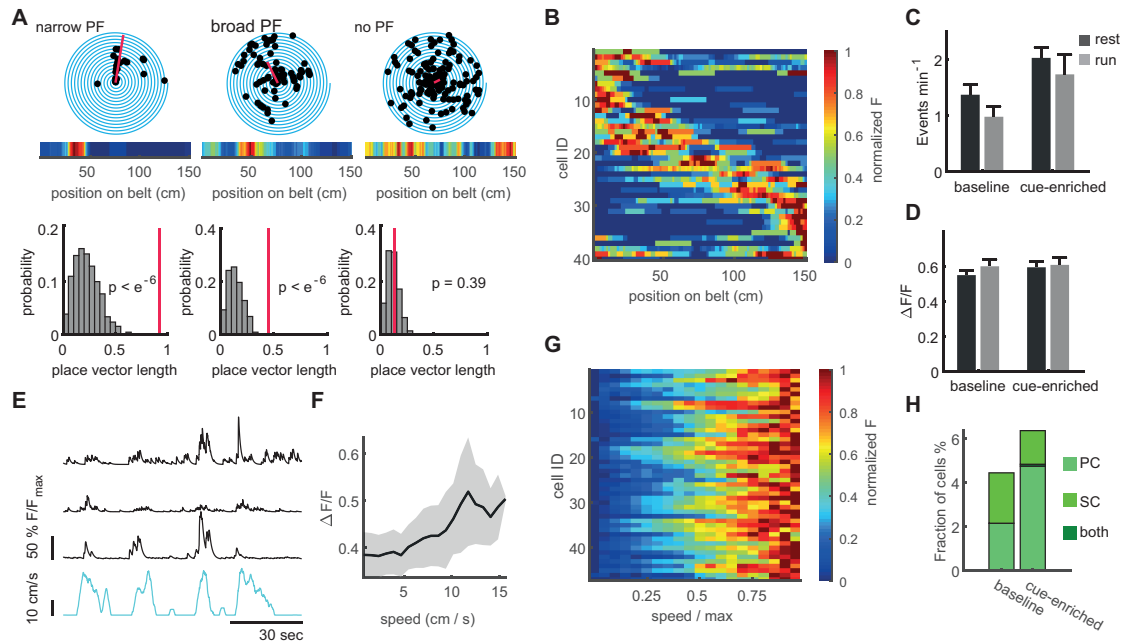 A
narrow PF
broad PF
no PF
0 50 100 150
50 100 150
50 100 150
position on belt (cm)
position on belt (cm)
position on belt (cm)
0.2
0.1
0
probability
p < e⁻⁶
0 0.5 1
place vector length
0.4
0.2
0
probability
p < e⁻⁶
0 0.5 1
place vector length
0.4
0.2
0
probability
p = 0.39
0 0.5 1
place vector length
B
10
20
30
40
cell ID
50 100 150
position on belt (cm)
1
0.8
0.6
0.4
0.2
0
normalized F
C
rest
run
2
1
0
Events min⁻¹
baseline cue-enriched
D
0.6
0.4
0
ΔF/F
baseline cue-enriched
E
50 % F/Fmax
10 cm/s
30 sec
F
0.6
0.5
0.4
ΔF/F
5 10 15
speed (cm / s)
G
10
20
30
40
cell ID
0.25 0.5 0.75
speed / max
1
0.8
0.6
0.4
0.2
0
normalized F
H
6
4
2
0
Fraction of cells %
baseline
cue-enriched
PC
SC
both